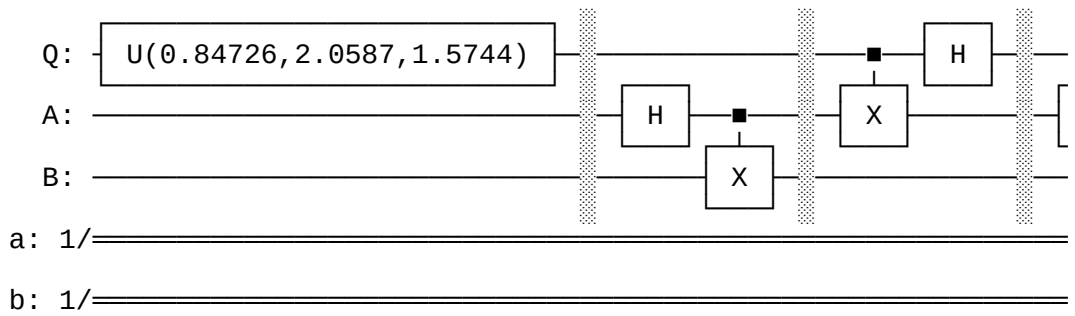 Q: U(0.84726,2.0587,1.5744) H
A: H X
B: X
a: 1/
b: 1/